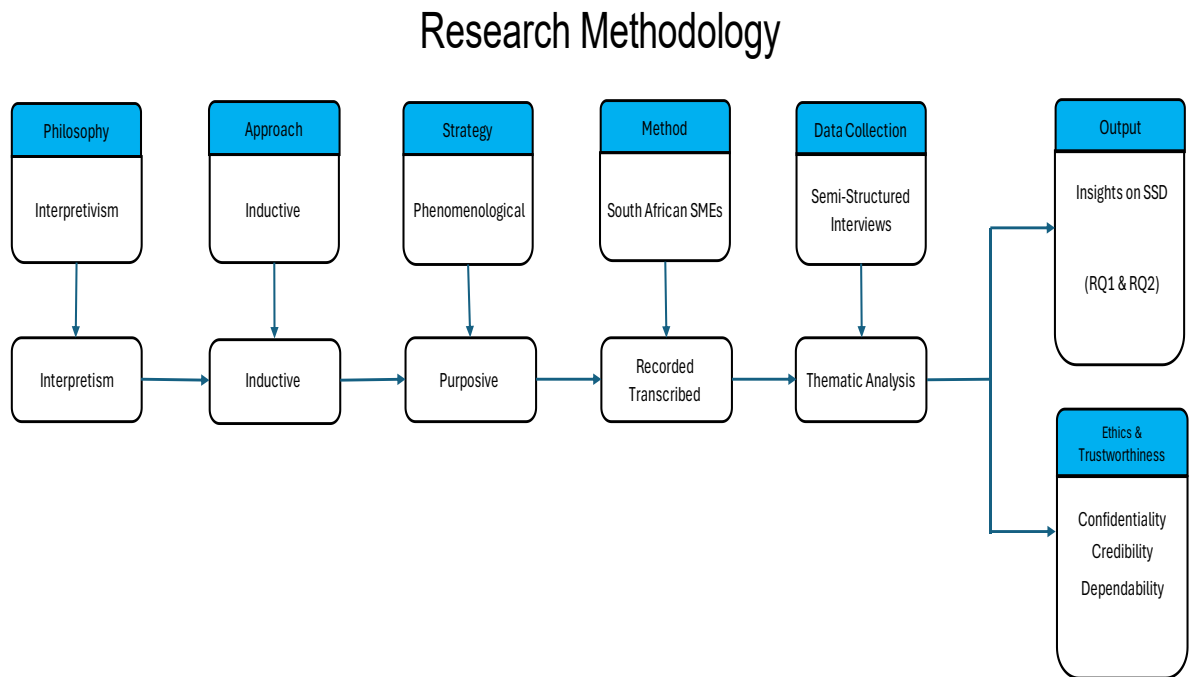 Research Methodology
Philosophy
Interpretivism
Approach
Inductive
Strategy
Phenomenological
Method
South African SMEs
Data Collection
Semi-Structured
Interviews
Output
Insights on SSD
(RQ1 & RQ2)
Interpretism
Inductive
Purposive
Recorded
Transcribed
Thematic Analysis
Ethics &
Trustworthiness
Confidentiality
Credibility
Dependability